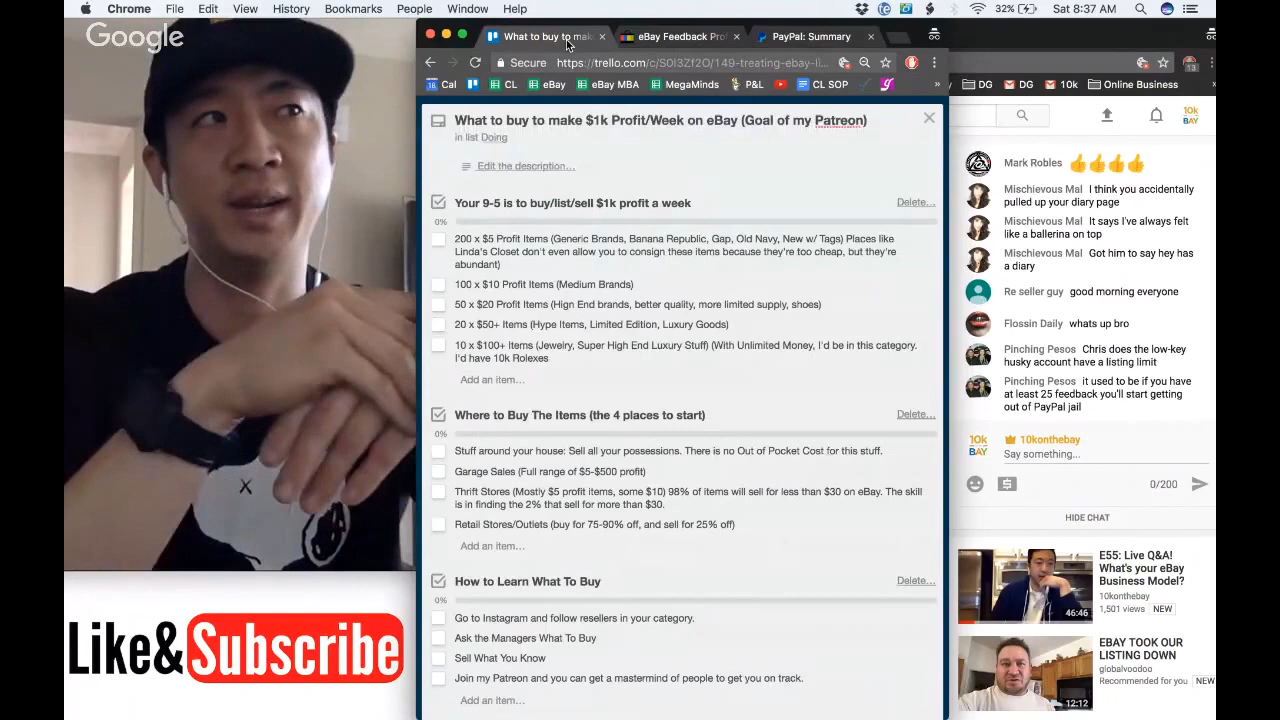 Chrome File Edit View History Bookmarks People Window Help
32% Sat 8:37 AM
Google
What to buy to mak
eBay Feedback Prof
PayPal: Summary
Secure https://trello.com/c/
/149-treating-ebay-li...
13
Cal CL eBay eBay MBA MegaMinds P&L CL SOP »
DG DG 10k Online Business
What to buy to make $1k Profit/Week on eBay (Goal of my Patreon)
in list Doing
Edit the description...
Your 9-5 is to buy/list/sell $1k profit a week
Delete...
0%
200 x $5 Profit Items (Generic Brands, Banana Republic, Gap, Old Navy, New w/ Tags) Places like
Linda's Closet don't even allow you to consign these items because they're too cheap, but they're
abundant)
100 x $10 Profit Items (Medium Brands)
50 x $20 Profit Items (Hign End brands, better quality, more limited supply, shoes)
20 x $50+ Items (Hype Items, Limited Edition, Luxury Goods)
10 x $100+ Items (Jewelry, Super High End Luxury Stuff) (With Unlimited Money, I'd be in this category.
I'd have 10k Rolexes
Add an item...
Where to Buy The Items (the 4 places to start)
Delete...
0%
Stuff around your house: Sell all your possessions. There is no Out of Pocket Cost for this stuff.
Garage Sales (Full range of $5-$500 profit)
Thrift Stores (Mostly $5 profit items, some $10) 98% of items will sell for less than $30 on eBay. The skill
is in finding the 2% that sell for more than $30.
Retail Stores/Outlets (buy for 75-90% off, and sell for 25% off)
Add an item...
How to Learn What To Buy
Delete...
0%
Go to Instagram and follow resellers in your category.
Ask the Managers What To Buy
Sell What You Know
Join my Patreon and you can get a mastermind of people to get you on track.
Add an item...
10k
BAY
Mark Robles
Mischievous Mal I think you accidentally
pulled up your diary page
Mischievous Mal It says I've always felt
like a ballerina on top
Mischievous Mal Got him to say hey has
a diary
Re seller guy good morning everyone
Flossin Daily whats up bro
Pinching Pesos Chris does the low-key
husky account have a listing limit
Pinching Pesos it used to be if you have
at least 25 feedback you'll start getting
out of PayPal jail
10k
BAY
10konthebay
Say something...
0/200
HIDE CHAT
46:46
E55: Live Q&A!
What's your eBay
Business Model?
10konthebay
1,501 views NEW
12:12
EBAY TOOK OUR
LISTING DOWN
globalvoodoo
Recommended for you NEW
X
Like&Subscribe